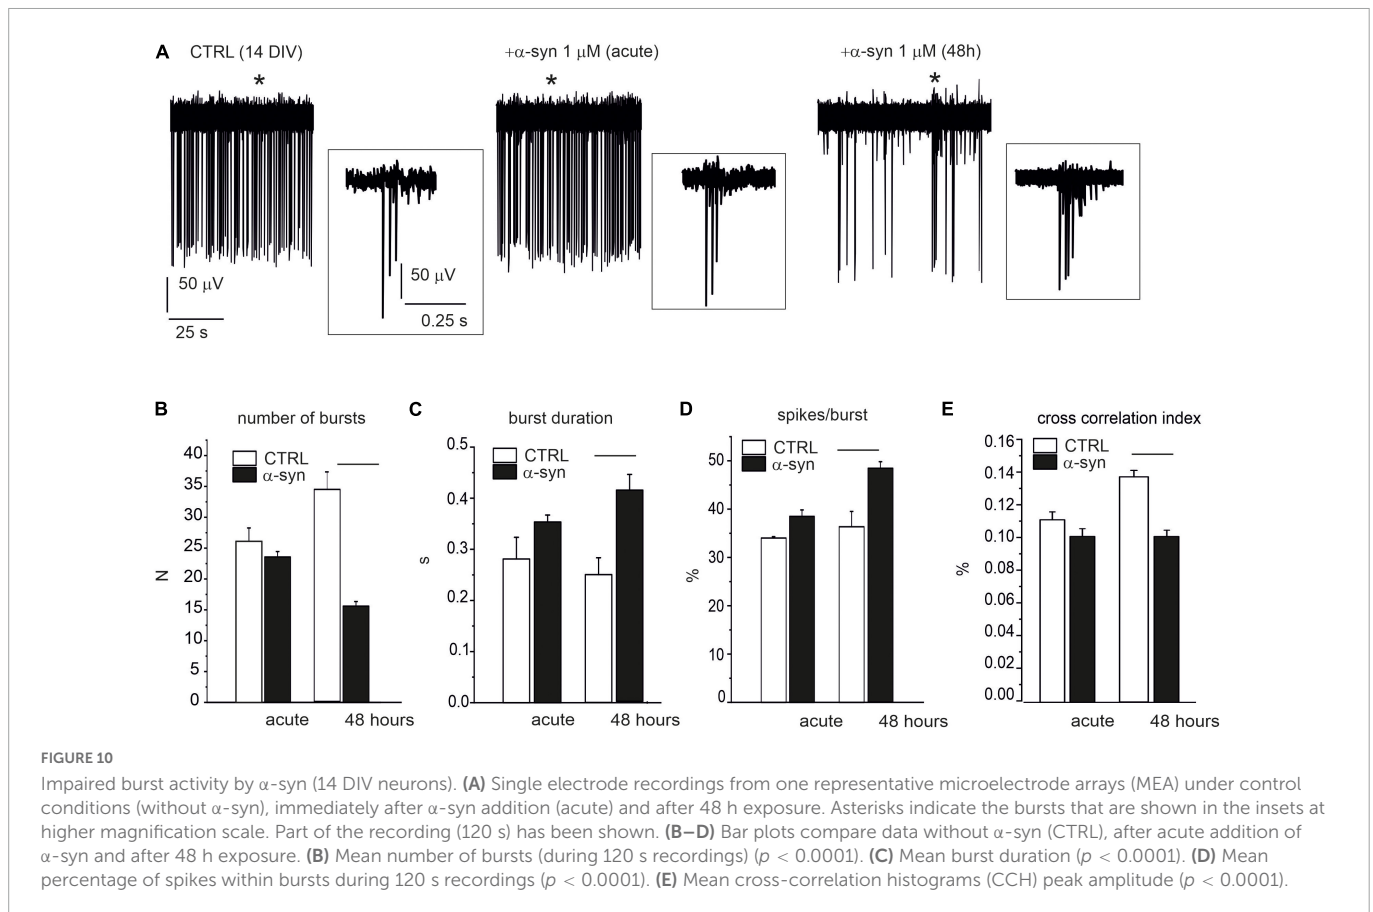 A CTRL (14 DIV) +α-syn 1 μM (acute) +α-syn 1 μM (48h)
* * *
50 μV
25 s
50 μV
0.25 s
B number of bursts
CTRL
α-syn
N
40
35
30
25
20
15
10
5
0
acute 48 hours
C burst duration
CTRL
α-syn
s
0.5
0.4
0.3
0.2
0.1
0.0
acute 48 hours
D spikes/burst
CTRL
α-syn
%
50
40
30
20
10
0
acute 48 hours
E cross correlation index
CTRL
α-syn
%
0.16
0.14
0.12
0.10
0.08
0.06
0.04
0.02
0.00
acute 48 hours
FIGURE 10
Impaired burst activity by α-syn (14 DIV neurons). (A) Single electrode recordings from one representative microelectrode arrays (MEA) under control
conditions (without α-syn), immediately after α-syn addition (acute) and after 48 h exposure. Asterisks indicate the bursts that are shown in the insets at
higher magnification scale. Part of the recording (120 s) has been shown. (B–D) Bar plots compare data without α-syn (CTRL), after acute addition of
α-syn and after 48 h exposure. (B) Mean number of bursts (during 120 s recordings) (p < 0.0001). (C) Mean burst duration (p < 0.0001). (D) Mean
percentage of spikes within bursts during 120 s recordings (p < 0.0001). (E) Mean cross-correlation histograms (CCH) peak amplitude (p < 0.0001).